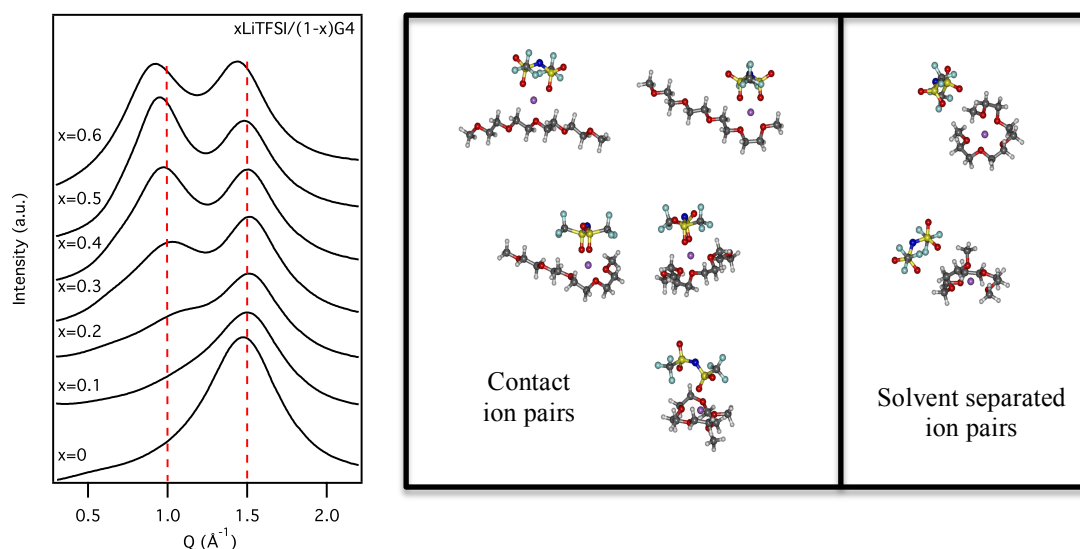 xLiTFSI/(1-x)G4
x=0.6
x=0.5
x=0.4
x=0.3
x=0.2
x=0.1
x=0
Intensity (a.u.)
0.5 1.0 1.5 2.0
Q (Å⁻¹)
Contact
ion pairs
Solvent separated
ion pairs